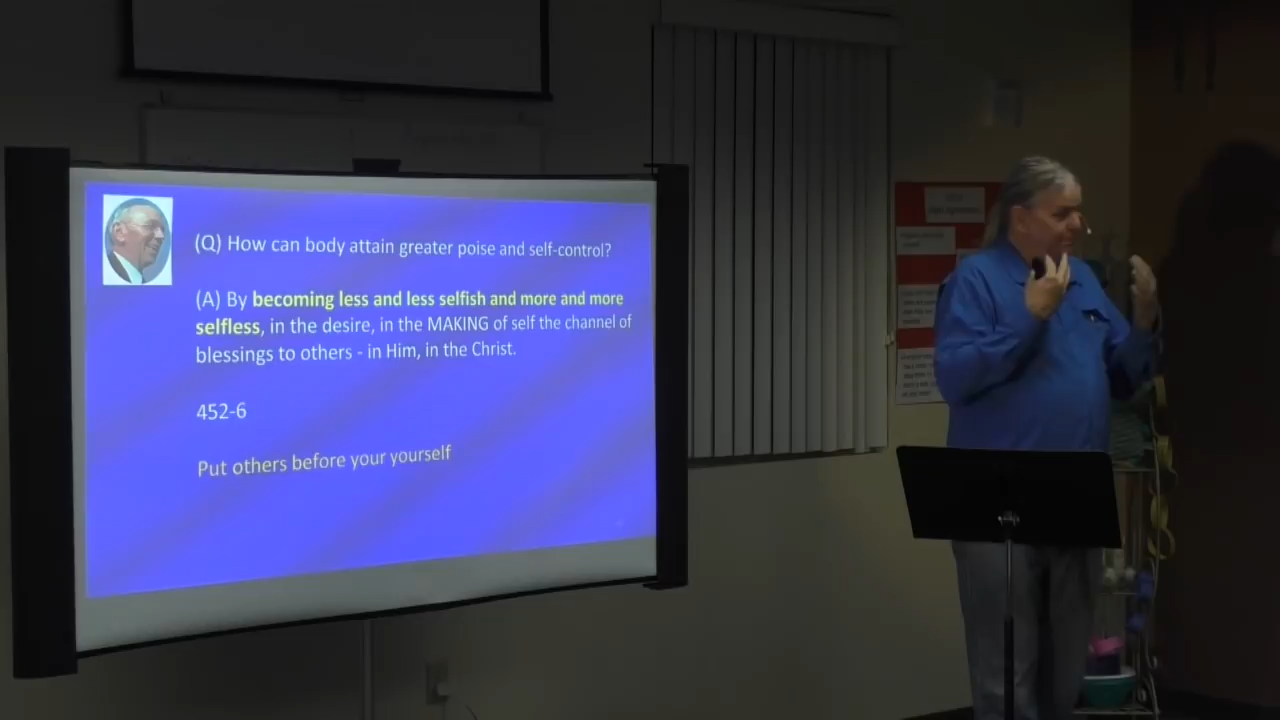 (Q) How can body attain greater poise and self-control?
(A) By becoming less and less selfish and more and more
selfless, in the desire, in the MAKING of self the channel of
blessings to others - in Him, in the Christ.
452-6
Put others before your yourself